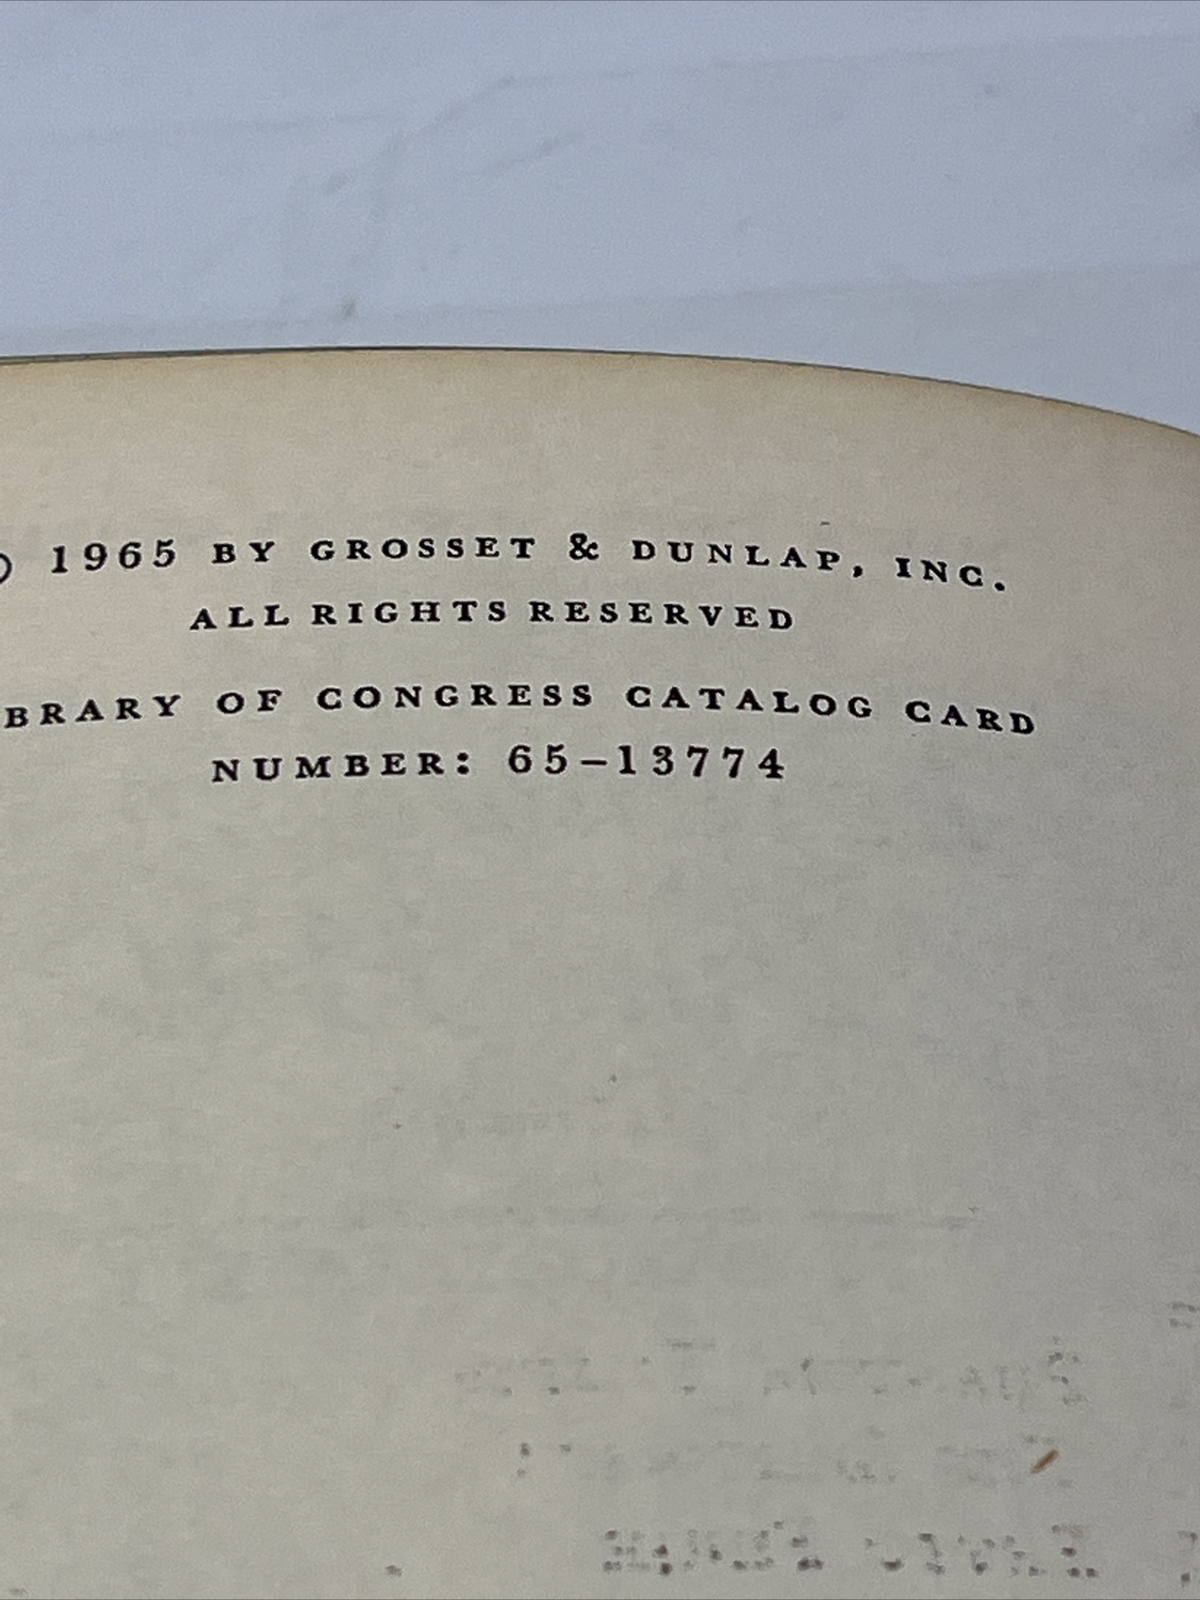 © 1965 BY GROSSET & DUNLAP, INC.
ALL RIGHTS RESERVED
BRARY OF CONGRESS CATALOG CARD
NUMBER: 65-13774